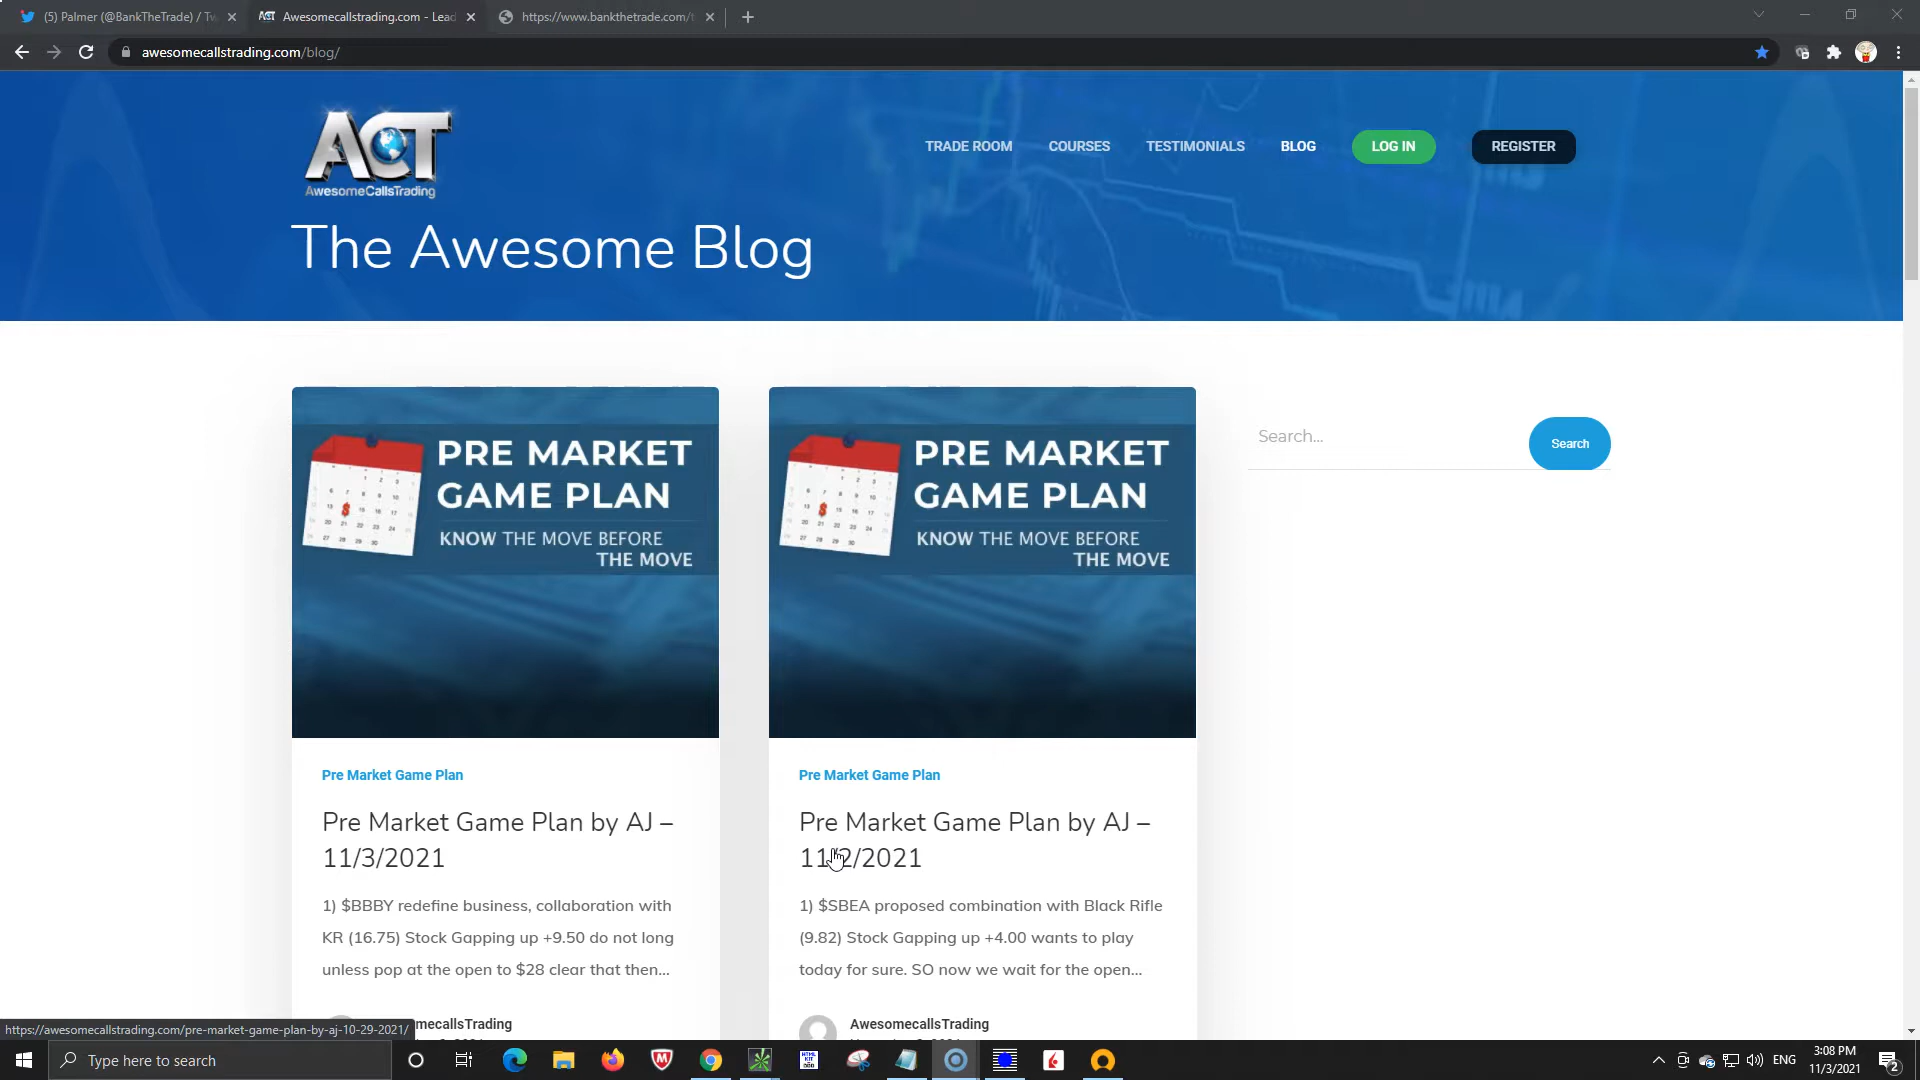 (5) Palmer (@BankTheTrade) / Tw
Awesomecallstrading.com - Lead
https://www.bankthetrade.com/t
awesomecallstrading.com/blog/
ACT
AwesomeCallsTrading
TRADE ROOM
COURSES
TESTIMONIALS
BLOG
LOG IN
REGISTER
The Awesome Blog
PRE MARKET
GAME PLAN
KNOW THE MOVE BEFORE
THE MOVE
PRE MARKET
GAME PLAN
KNOW THE MOVE BEFORE
THE MOVE
Search...
Search
Pre Market Game Plan
Pre Market Game Plan by AJ –
11/3/2021
1) $BBBY redefine business, collaboration with
KR (16.75) Stock Gapping up +9.50 do not long
unless pop at the open to $28 clear that then...
mecallsTrading
Pre Market Game Plan
Pre Market Game Plan by AJ –
11/2/2021
1) $SBEA proposed combination with Black Rifle
(9.82) Stock Gapping up +4.00 wants to play
today for sure. SO now we wait for the open...
AwesomecallsTrading
https://awesomecallstrading.com/pre-market-game-plan-by-aj-10-29-2021/
Type here to search
ENG
3:08 PM
11/3/2021
2